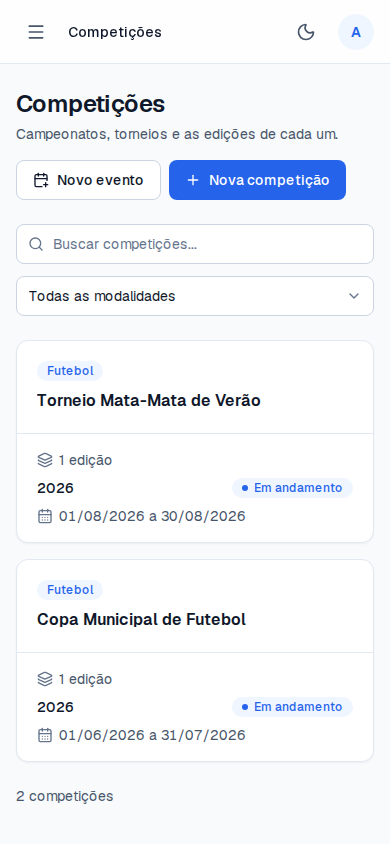 Competições
A
Competições
Campeonatos, torneios e as edições de cada um.
Novo evento
Nova competição
Buscar competições...
Todas as modalidades
Futebol
Torneio Mata-Mata de Verão
1 edição
2026
Em andamento
01/08/2026 a 30/08/2026
Futebol
Copa Municipal de Futebol
1 edição
2026
Em andamento
01/06/2026 a 31/07/2026
2 competições